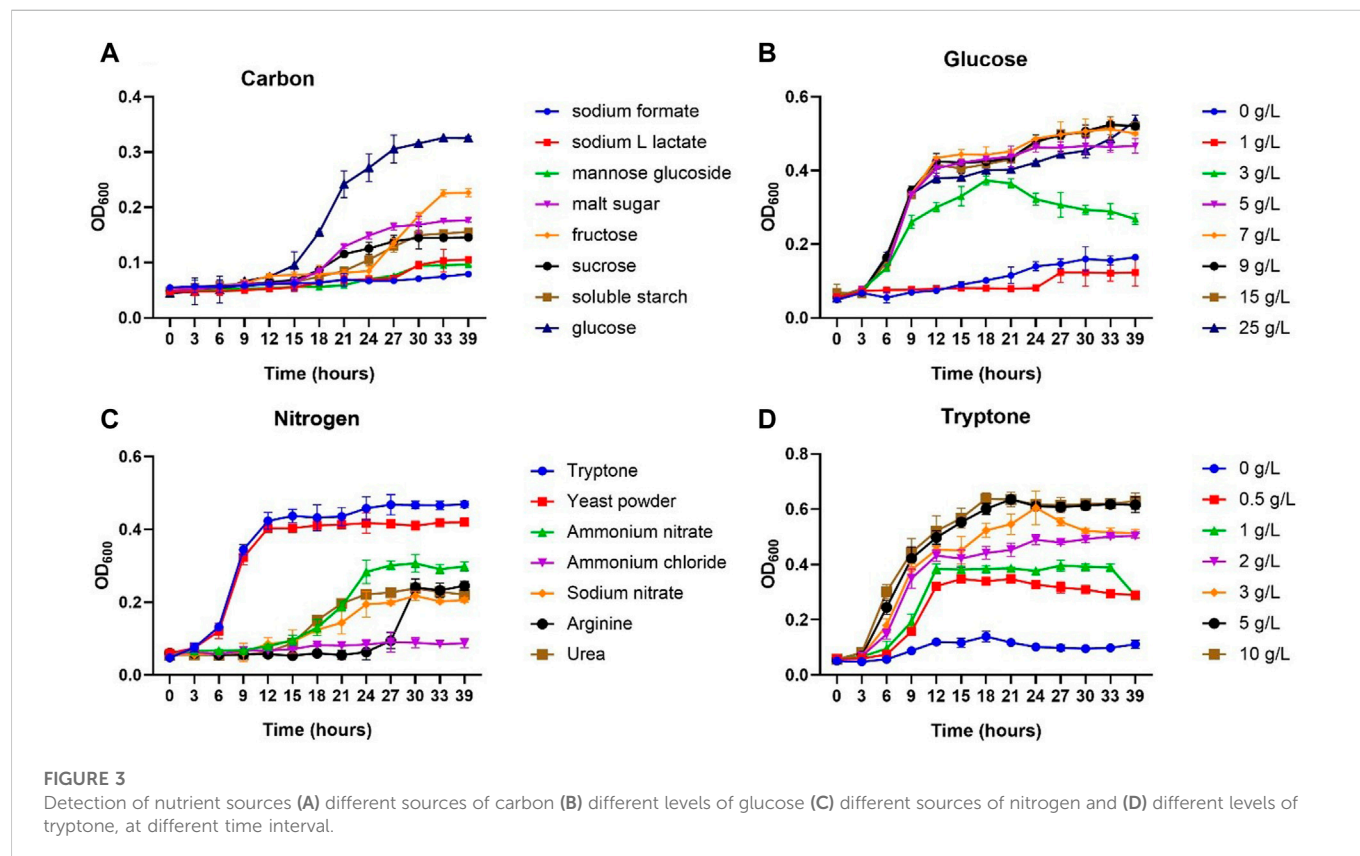 A
Carbon
OD600
0.4
0.3
0.2
0.1
0.0
0 3 6 9 12 15 18 21 24 27 30 33 39
Time (hours)
sodium formate
sodium L lactate
mannose glucoside
malt sugar
fructose
sucrose
soluble starch
glucose
B
Glucose
OD600
0.6
0.4
0.2
0.0
0 3 6 9 12 15 18 21 24 27 30 33 39
Time (hours)
0 g/L
1 g/L
3 g/L
5 g/L
7 g/L
9 g/L
15 g/L
25 g/L
C
Nitrogen
OD600
0.6
0.4
0.2
0.0
0 3 6 9 12 15 18 21 24 27 30 33 39
Time (hours)
Tryptone
Yeast powder
Ammonium nitrate
Ammonium chloride
Sodium nitrate
Arginine
Urea
D
Tryptone
OD600
0.8
0.6
0.4
0.2
0.0
0 3 6 9 12 15 18 21 24 27 30 33 39
Time (hours)
0 g/L
0.5 g/L
1 g/L
2 g/L
3 g/L
5 g/L
10 g/L
FIGURE 3
Detection of nutrient sources (A) different sources of carbon (B) different levels of glucose (C) different sources of nitrogen and (D) different levels of
tryptone, at different time interval.